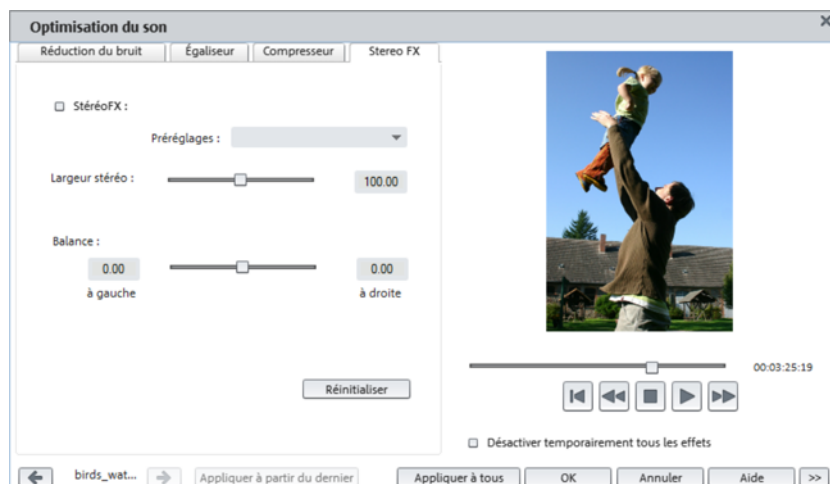 Optimisation du son
Réduction du bruit
Égaliseur
Compresseur
Stereo FX
StéréoFX :
Préréglages :
Largeur stéréo :
100.00
Balance :
0.00
0.00
à gauche
à droite
Réinitialiser
00:03:25:19
Désactiver temporairement tous les effets
birds_wat...
Appliquer à partir du dernier
Appliquer à tous
OK
Annuler
Aide
>>